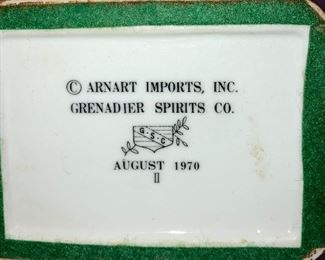 © ARNART IMPORTS, INC.
GRENADIER SPIRITS CO.
G.S.C
AUGUST 1970
II